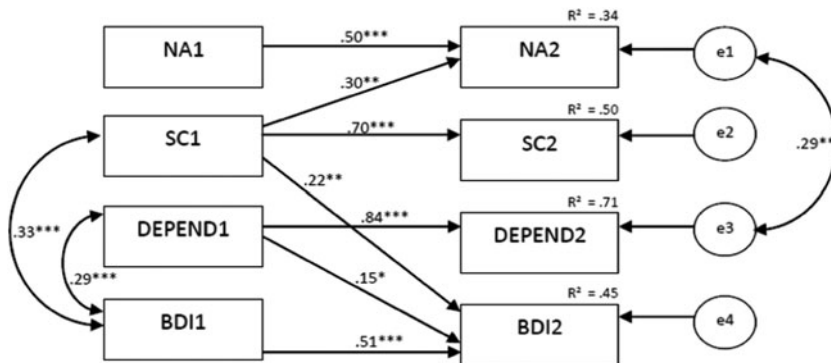 R² = .34
NA1
.50***
NA2
e1
.30**
R² = .50
SC1
.70***
SC2
e2
.22**
.29**
R² = .71
DEPEND1
.84***
DEPEND2
e3
.33***
.29***
.15*
R² = .45
BDI1
.51***
BDI2
e4